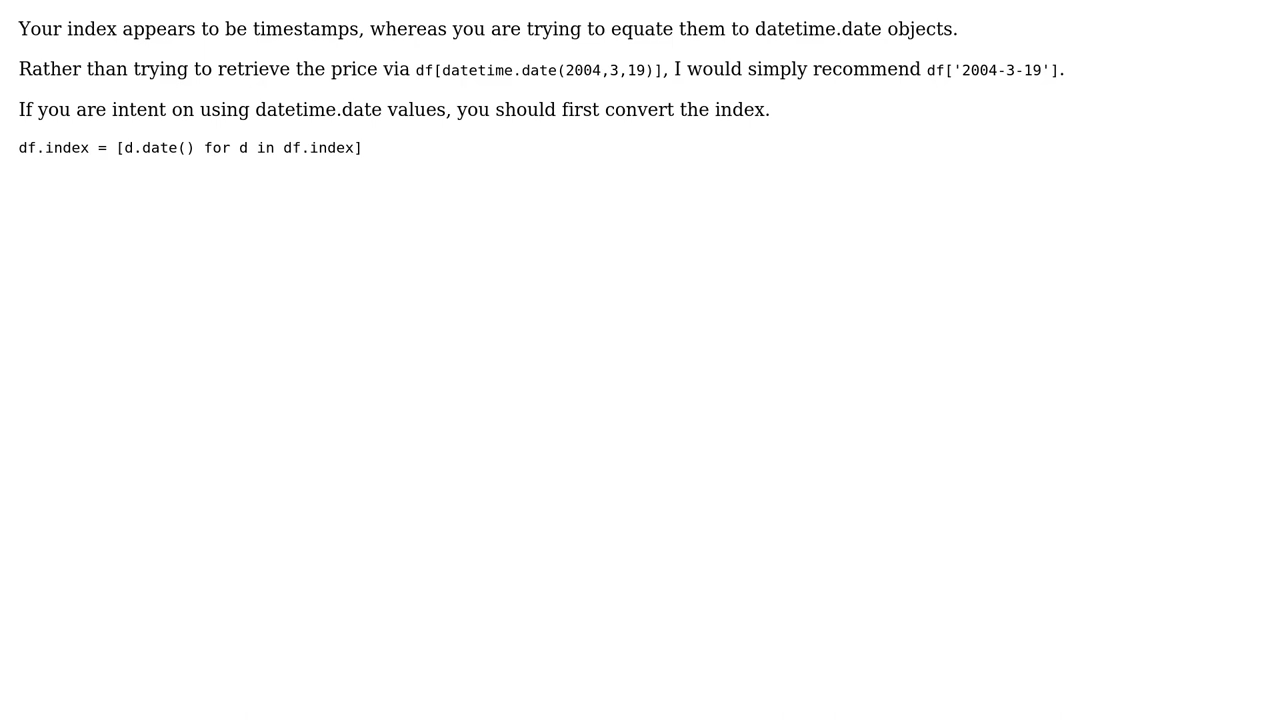 Your index appears to be timestamps, whereas you are trying to equate them to datetime.date objects.
Rather than trying to retrieve the price via df[datetime.date(2004,3,19)], I would simply recommend df['2004-3-19'].
If you are intent on using datetime.date values, you should first convert the index.
df.index = [d.date() for d in df.index]